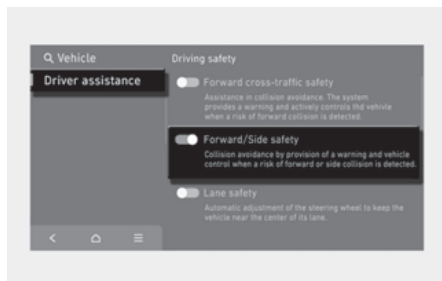 Vehicle
Driving safety
Driver assistance
Forward cross-traffic safety
Assistance in collision avoidance. The system
provides a warning and actively controls thd vehivle
when a risk of forward collision is detected.
Forward/Side safety
Collision avoidance by provision of a warning and vehicle
control when a risk of forward or side collision is detected.
Lane safety
Automatic adjustment of the steering wheel to keep the
vehicle near the center of its lane.